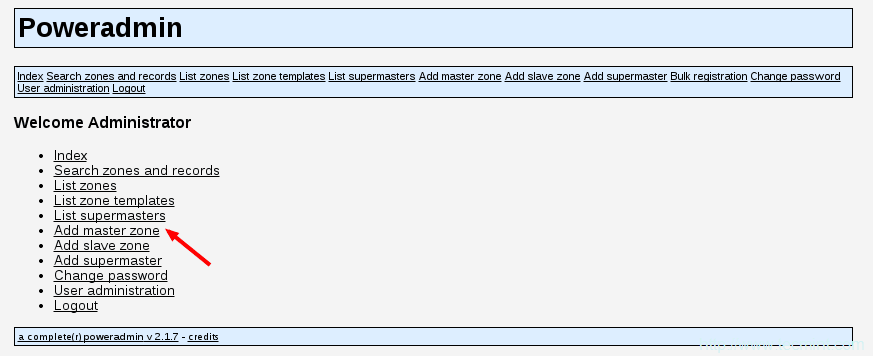 Poweradmin
Index Search zones and records List zones List zone templates List supermasters Add master zone Add slave zone Add supermaster Bulk registration Change password
User administration Logout
Welcome Administrator
Index
Search zones and records
List zones
List zone templates
List supermasters
Add master zone
Add slave zone
Add supermaster
Change password
User administration
Logout
a complete(r) poweradmin v 2.1.7 - credits